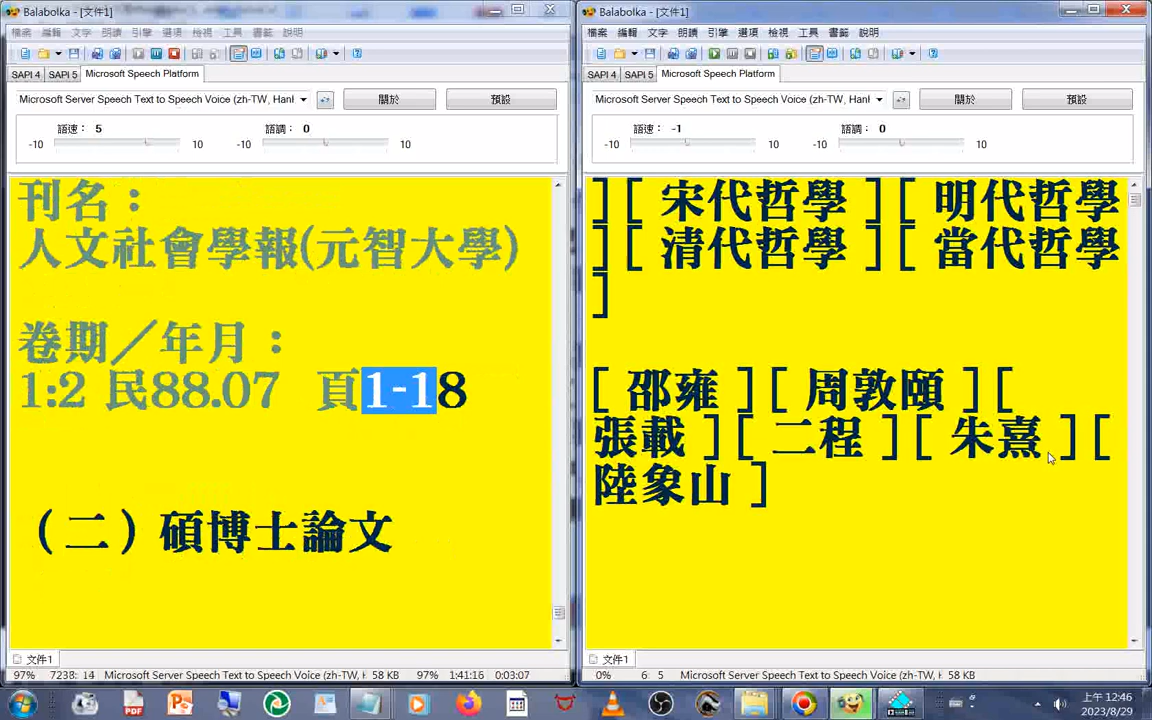 Balabolka - [文件1]
檔案 編輯 文字 朗讀 引擎 選項 檢視 工具 書籤 說明
SAPI 4 SAPI 5 Microsoft Speech Platform
Microsoft Server Speech Text to Speech Voice (zh-TW, HanI
關於 預設
語速： 5 語調： 0
-10 10 -10 10
刊名：
人文社會學報(元智大學)
卷期／年月：
1:2 民88.07 頁1-18
（二）碩博士論文
文件1
97% 7238: 14 Microsoft Server Speech Text to Speech Voice (zh-TW, H 58 KB 97% 1:41:16 0:03:07
Balabolka - [文件1]
檔案 編輯 文字 朗讀 引擎 選項 檢視 工具 書籤 說明
SAPI 4 SAPI 5 Microsoft Speech Platform
Microsoft Server Speech Text to Speech Voice (zh-TW, HanI
關於 預設
語速： -1 語調： 0
-10 10 -10 10
] [ 宋代哲學 ] [ 明代哲學
] [ 清代哲學 ] [ 當代哲學
]
[ 邵雍 ] [ 周敦頤 ] [
張載 ] [ 二程 ] [ 朱熹 ] [
陸象山 ]
文件1
0% 6: 5 Microsoft Server Speech Text to Speech Voice (zh-TW, H 58 KB
PDF
上午 12:46
2023/8/29